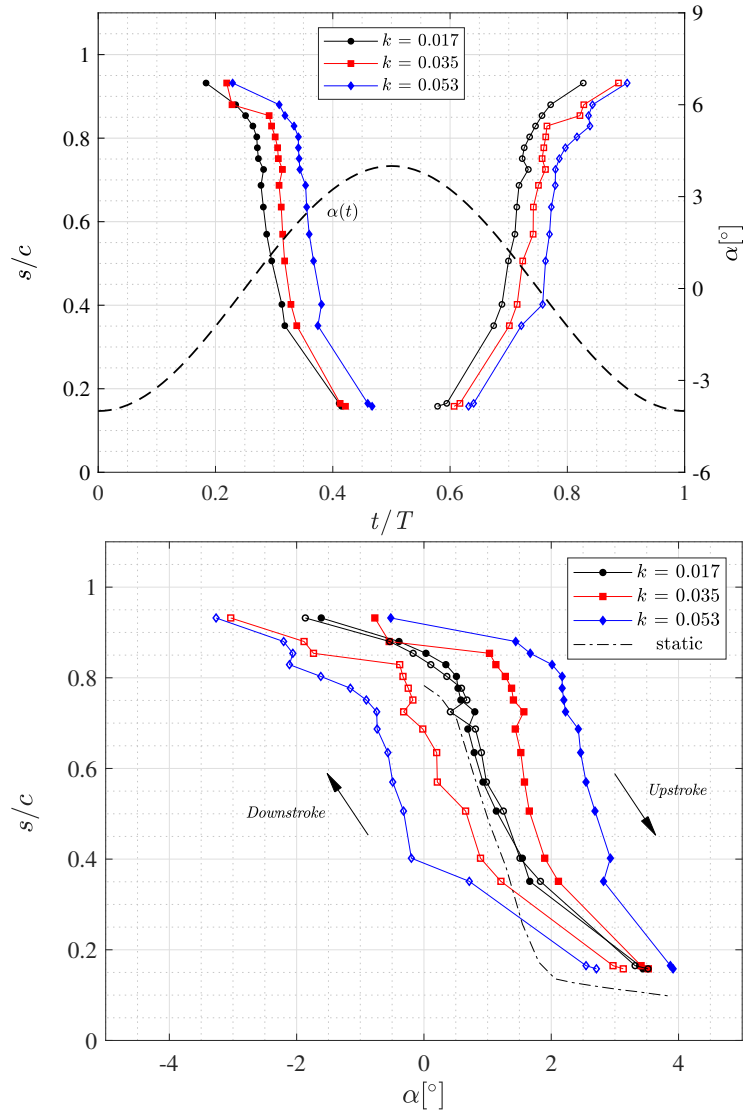 1
0.8
0.6
0.4
0.2
0
s/c
k = 0.017
k = 0.035
k = 0.053
α(t)
9
6
3
0
-3
-6
α[°]
0
0.2
0.4
0.6
0.8
1
t/T
1
0.8
0.6
0.4
0.2
0
s/c
k = 0.017
k = 0.035
k = 0.053
static
Downstroke
Upstroke
-4
-2
0
2
4
α[°]